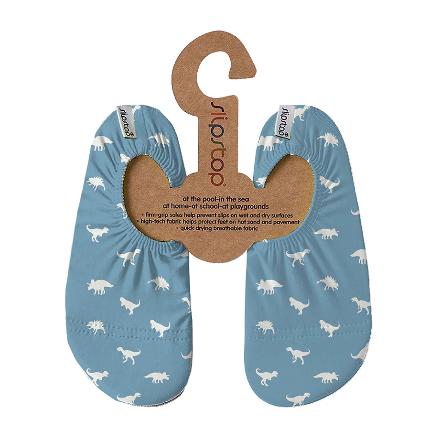 slipstop
slipstop
slipstop
at the pool-in the sea
at home-at school-at playgrounds
• firm-grip soles help prevent slips on wet and dry surfaces
• high-tech fabric helps protect feet on hot sand and pavement
• quick drying breathable fabric